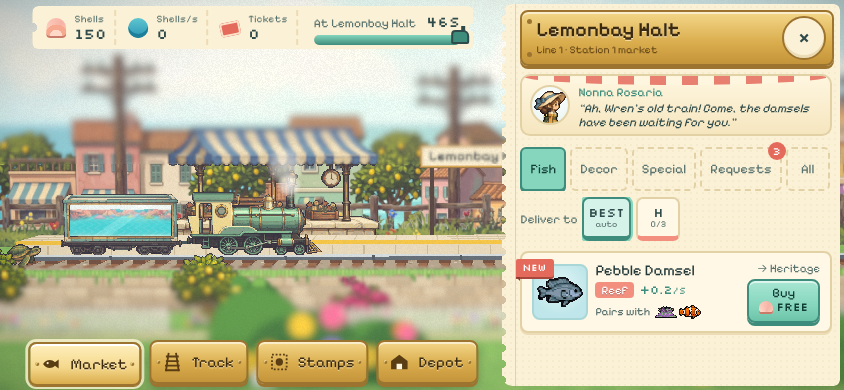 Shells
150
Shells/s
0
Tickets
0
At Lemonbay Halt 46S
Lemonbay
Market
Track
Stamps
Depot
Lemonbay Halt
Line 1 · Station 1 market
×
Nonna Rosaria
"Ah, Wren's old train! Come, the damsels
have been waiting for you."
Fish
Decor
Special
Requests
3
All
Deliver to
BEST
auto
H
0/3
NEW
Pebble Damsel
→ Heritage
Reef +0.2/s
Pairs with
Buy
FREE